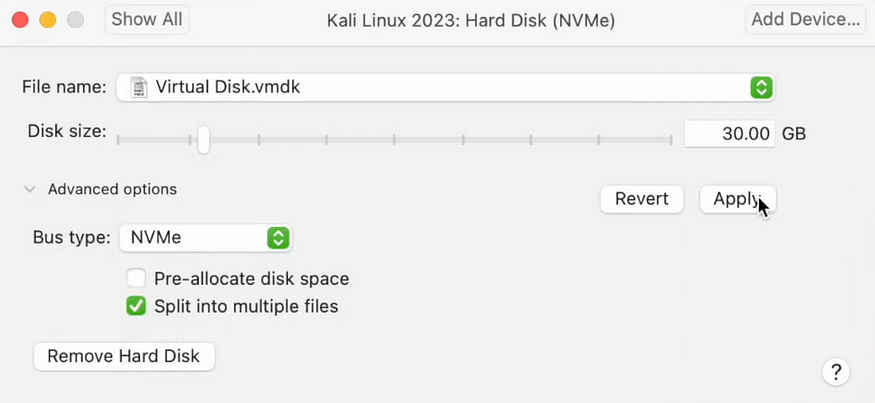 Show All
Kali Linux 2023: Hard Disk (NVMe)
Add Device...
File name: Virtual Disk.vmdk
Disk size: 30.00 GB
Advanced options
Revert
Apply
Bus type: NVMe
Pre-allocate disk space
Split into multiple files
Remove Hard Disk
?